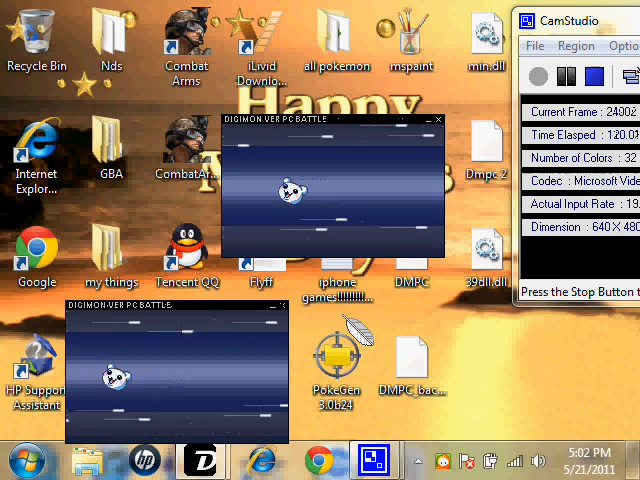 Recycle Bin
Nds
Combat
Arms
iLivid
Downlo...
all pokemon
mspaint
min.dll
CamStudio
File Region Optio
Current Frame : 2490
Time Elasped : 120.0
Number of Colors : 32
Codec : Microsoft Vide
Actual Input Rate : 19.
Dimension : 640 X 480
Press the Stop Button t
Happy
DIGIMON VER PC BATTLE
Internet
Explor...
GBA
CombatAr...
Dmpc 2
Google
my things
Tencent QQ
Flyff
iphone
games!!!!!!!!!...
DMPC
39dll.dll
DIGIMON-VER PC BATTLE
HP Support
Assistant
PokeGen
3.0b24
DMPC_bac...
hp
D
5:02 PM
5/21/2011